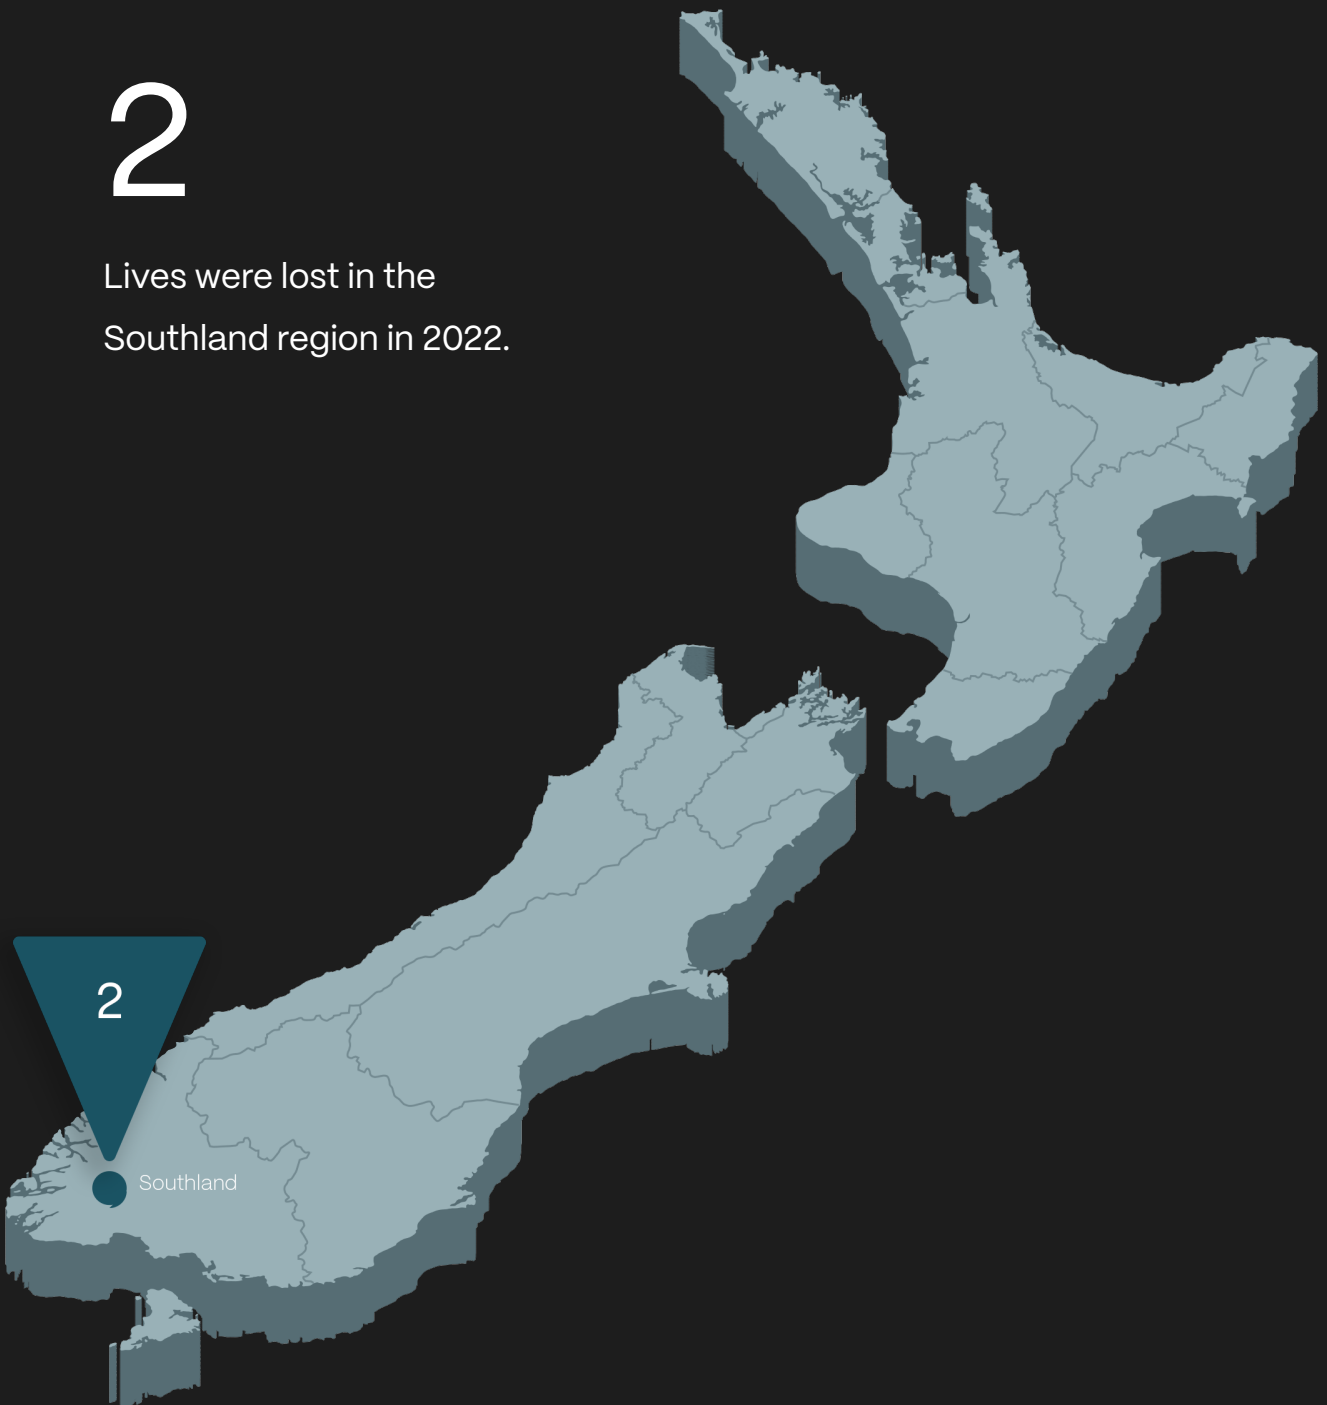 2
Lives were lost in the
Southland region in 2022.
2
Southland